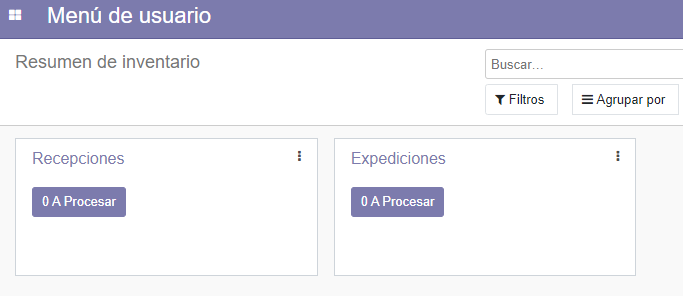 Menú de usuario
Resumen de inventario
Buscar...
Filtros
Agrupar por
Recepciones
Expediciones
0 A Procesar
0 A Procesar